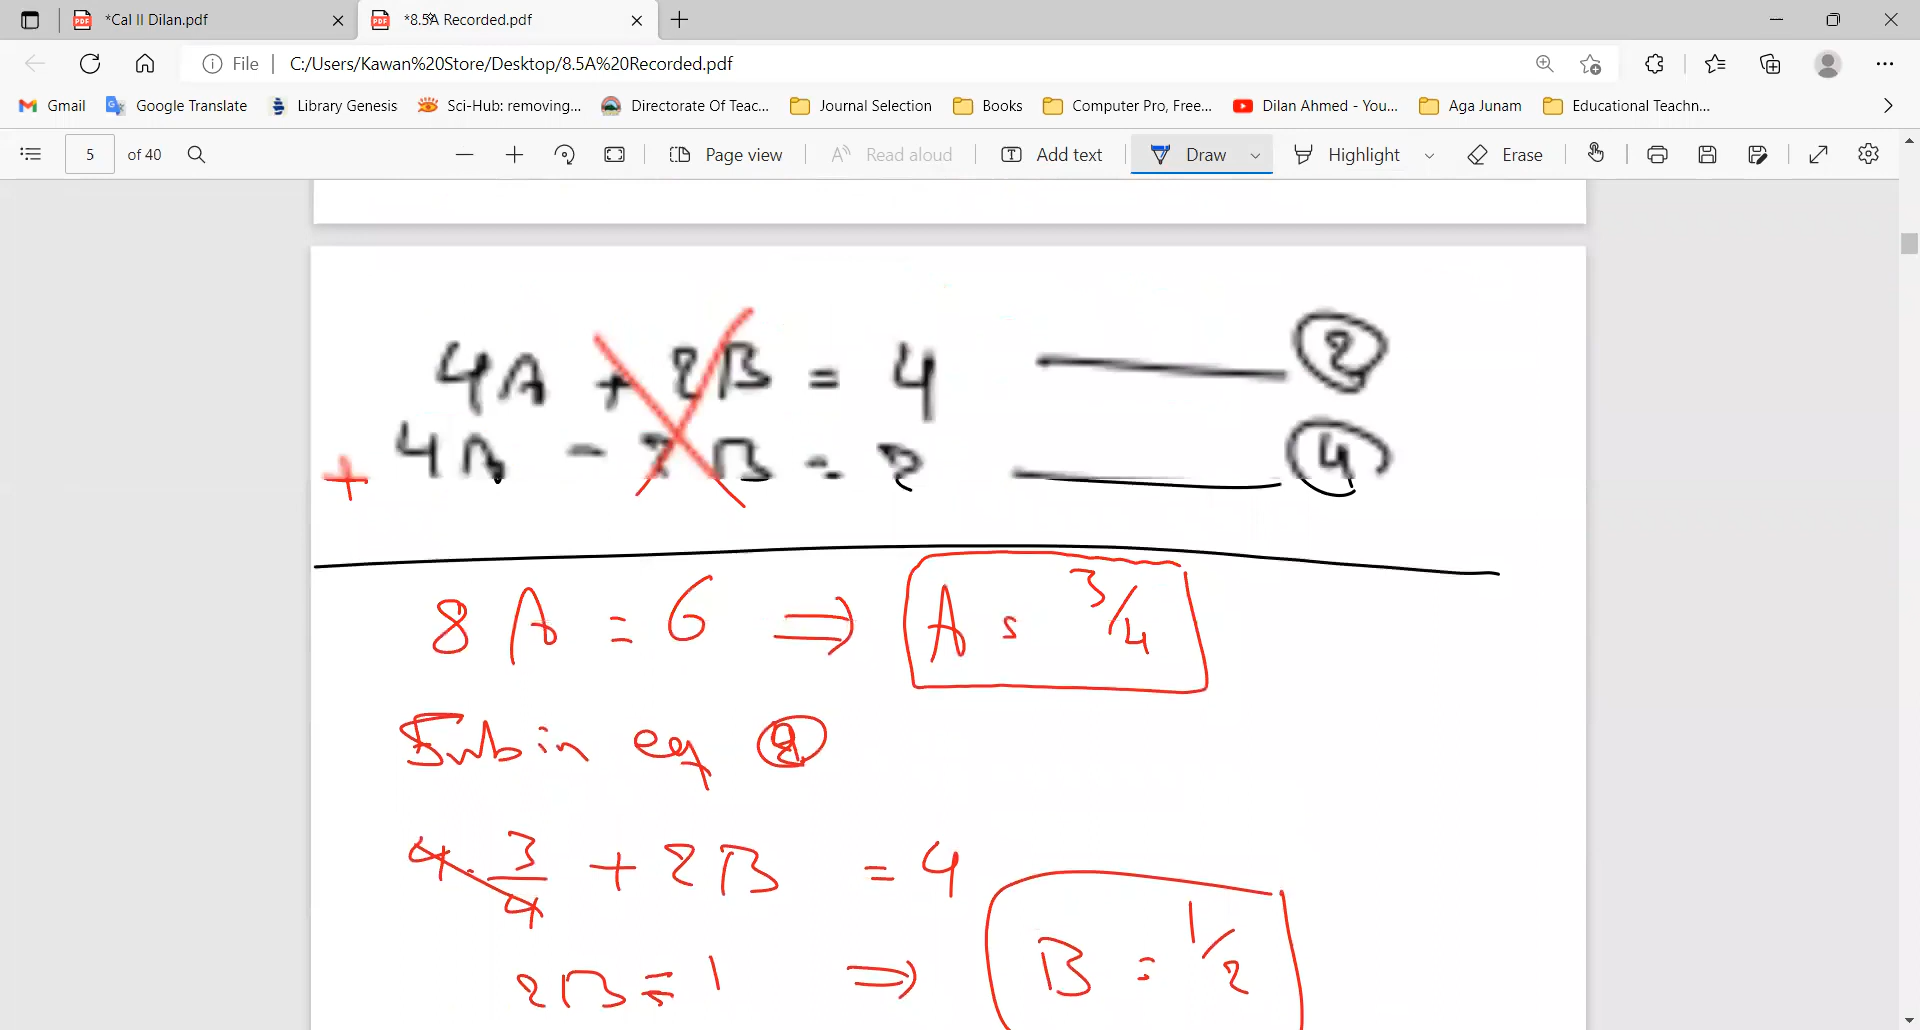 *Cal II Dilan.pdf
*8.5A Recorded.pdf
File
C:/Users/Kawan%20Store/Desktop/8.5A%20Recorded.pdf
Gmail
Google Translate
Library Genesis
Sci-Hub: removing...
Directorate Of Teac...
Journal Selection
Books
Computer Pro, Free...
Dilan Ahmed - You...
Aga Junam
Educational Teachn...
5 of 40
Page view
Read aloud
Add text
Draw
Highlight
Erase
4A + 2B = 4 ——— 2
+ 4A - 2B = 2 ——— 4
8A = 6 ⇒ A = 3/4
Sub in eq 2
4 · 3/4 + 2B = 4
2B = 1 ⇒ B = 1/2